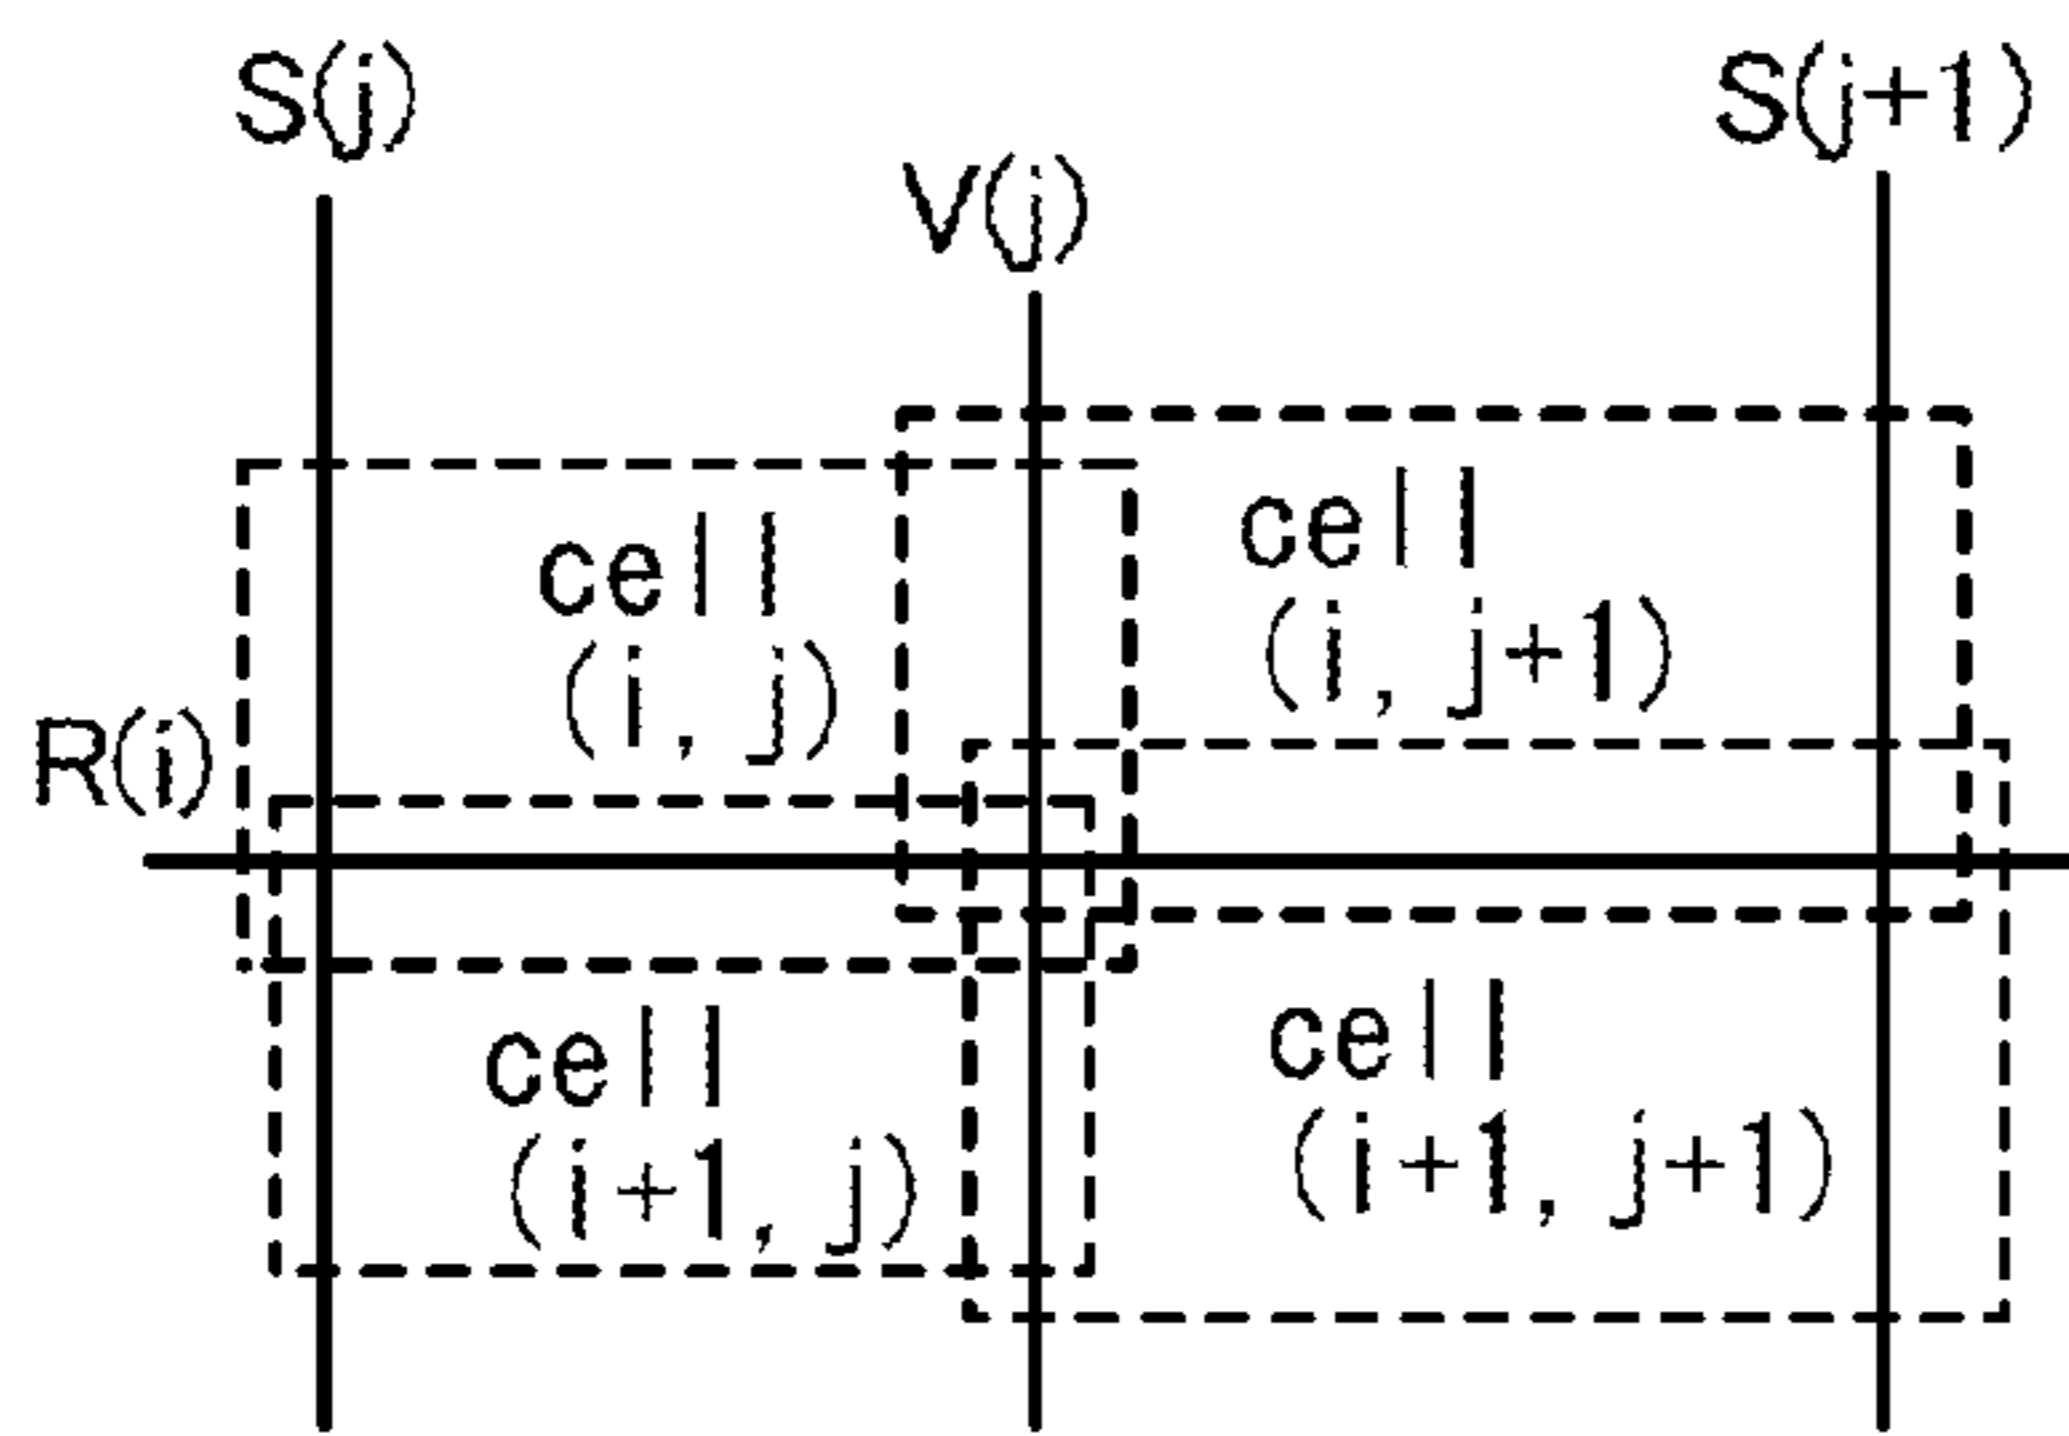 S(j)
S(j+1)
V(j)
cell
(i, j)
cell
(i, j+1)
R(i)
cell
(i+1, j)
cell
(i+1, j+1)